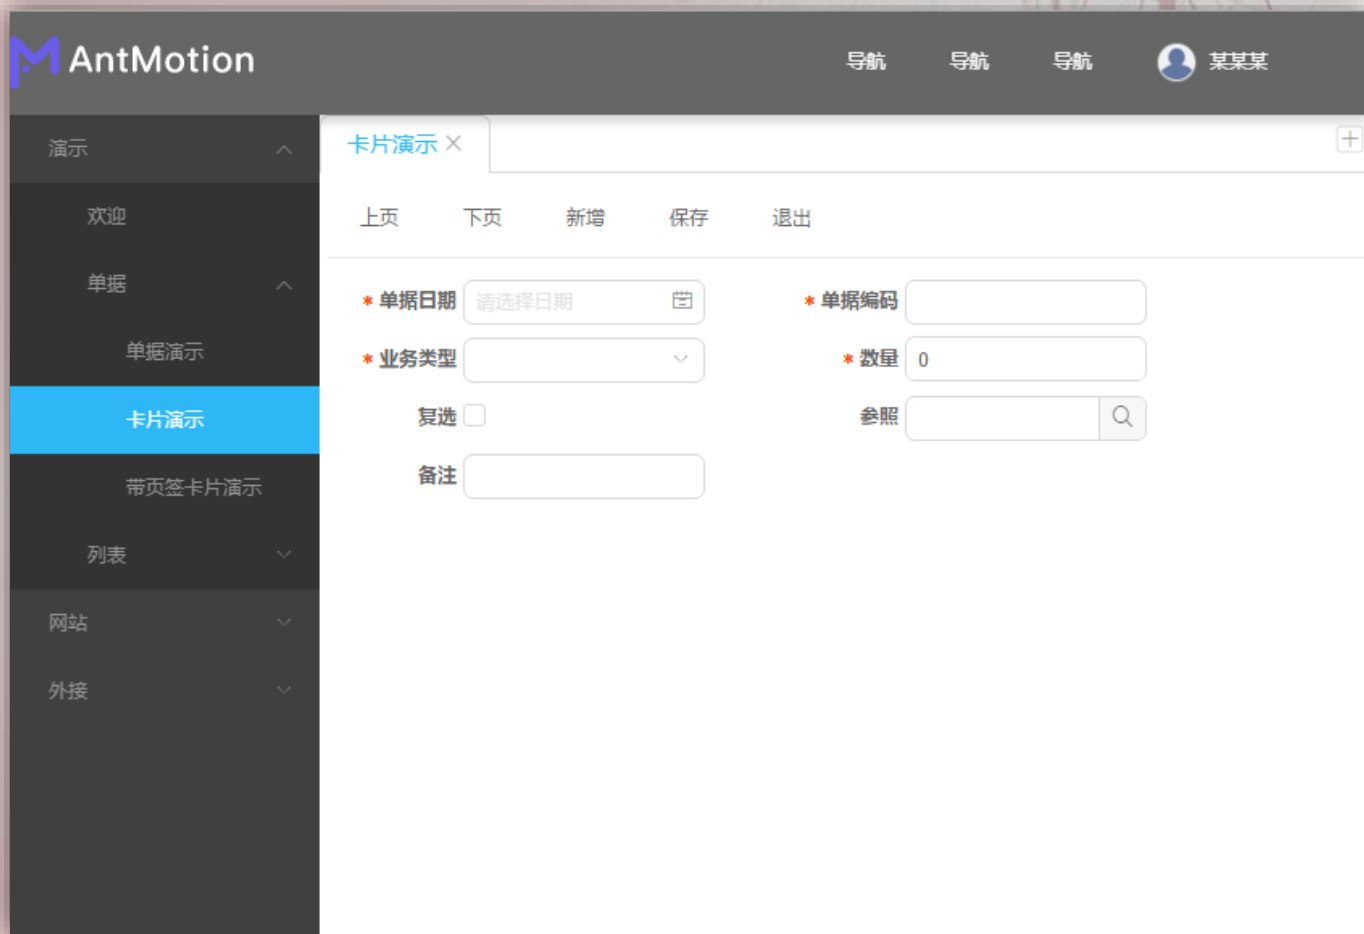 AntMotion 导航 导航 导航 某某某
演示
欢迎
单据
单据演示
卡片演示
带页签卡片演示
列表
网站
外接
卡片演示
上页 下页 新增 保存 退出
* 单据日期 请选择日期 * 单据编码
* 业务类型 * 数量 0
复选 参照
备注